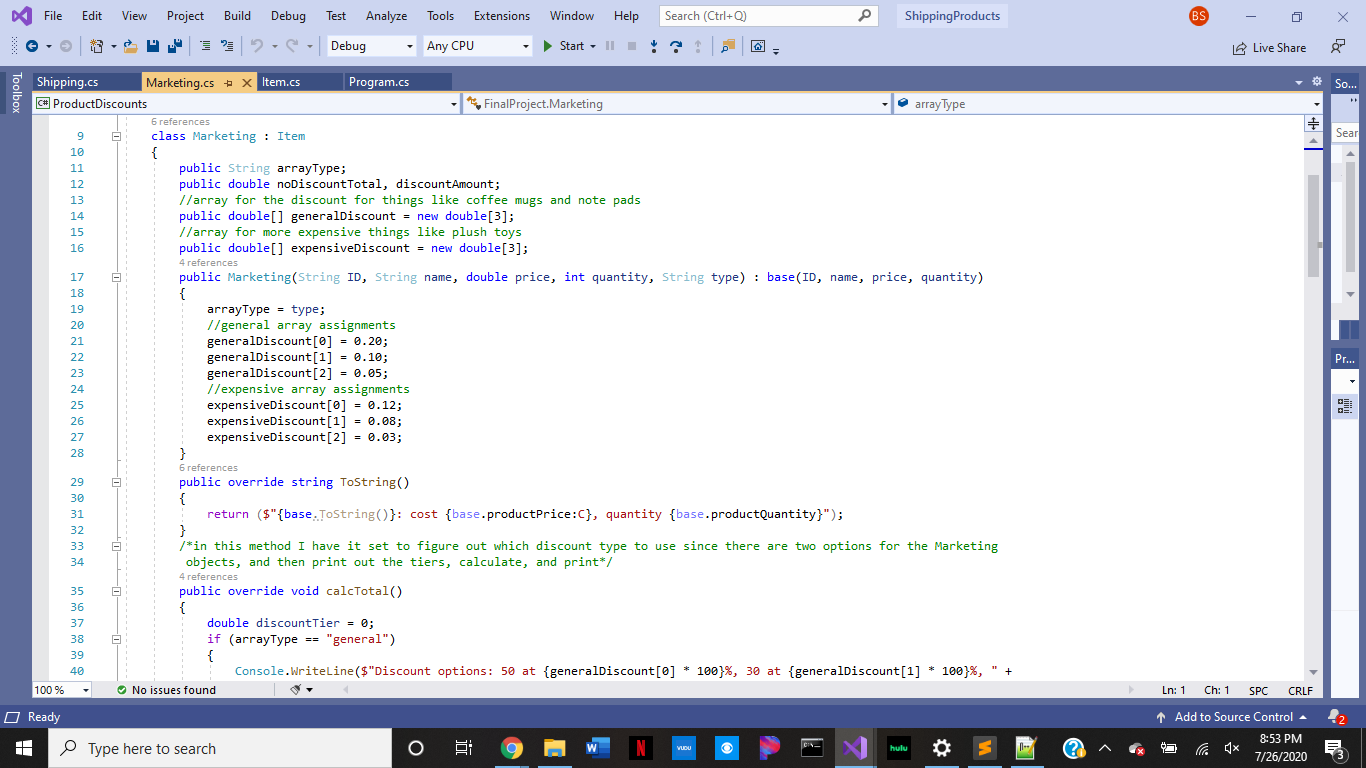 File Edit View Project Build Debug Test Analyze Tools Extensions Window Help Search (Ctrl+Q) ShippingProducts BS
Debug Any CPU Start Live Share
Toolbox
Shipping.cs Marketing.cs Item.cs Program.cs So...
C# ProductDiscounts FinalProject.Marketing arrayType
Sear
6 references
9 class Marketing : Item
10 {
11 public String arrayType;
12 public double noDiscountTotal, discountAmount;
13 //array for the discount for things like coffee mugs and note pads
14 public double[] generalDiscount = new double[3];
15 //array for more expensive things like plush toys
16 public double[] expensiveDiscount = new double[3];
4 references
17 public Marketing(String ID, String name, double price, int quantity, String type) : base(ID, name, price, quantity)
18 {
19 arrayType = type;
20 //general array assignments
21 generalDiscount[0] = 0.20;
22 generalDiscount[1] = 0.10;
23 generalDiscount[2] = 0.05;
24 //expensive array assignments
25 expensiveDiscount[0] = 0.12;
26 expensiveDiscount[1] = 0.08;
27 expensiveDiscount[2] = 0.03;
28 }
Pr...
6 references
29 public override string ToString()
30 {
31 return ($"{base.ToString()}: cost {base.productPrice:C}, quantity {base.productQuantity}");
32 }
33 /*in this method I have it set to figure out which discount type to use since there are two options for the Marketing
34 objects, and then print out the tiers, calculate, and print*/
4 references
35 public override void calcTotal()
36 {
37 double discountTier = 0;
38 if (arrayType == "general")
39 {
40 Console.WriteLine($"Discount options: 50 at {generalDiscount[0] * 100}%, 30 at {generalDiscount[1] * 100}%, " +
100 % No issues found Ln: 1 Ch: 1 SPC CRLF
Ready Add to Source Control 2
Type here to search W N VUDU hulu 8:53 PM
7/26/2020 3